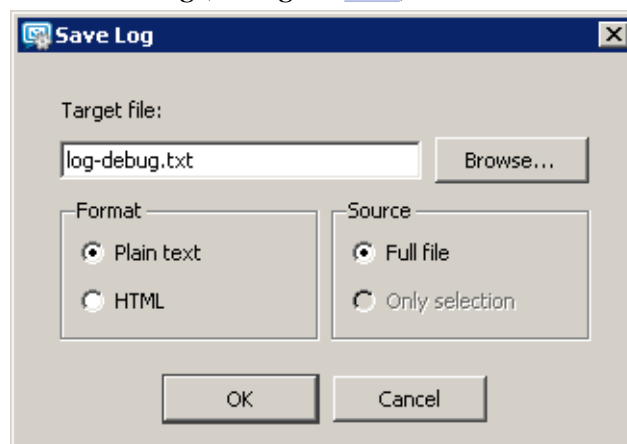 Save Log
Target file:
log-debug.txt
Browse...
Format
Plain text
HTML
Source
Full file
Only selection
OK
Cancel